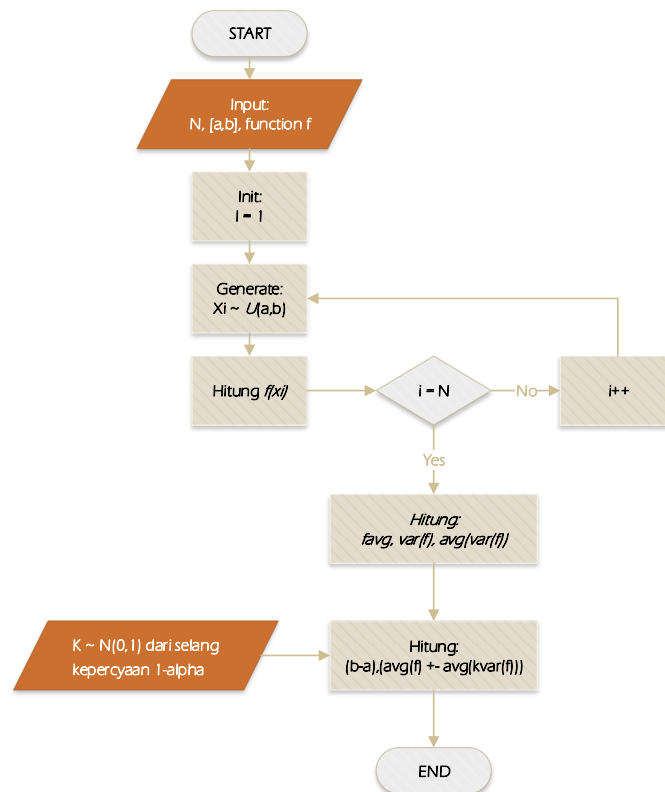 START
Input:
N, [a,b], function f
Init:
I = 1
Generate:
Xi ~ U(a,b)
Hitung f(xi)
i = N
No
i++
Yes
Hitung:
favg, var(f), avg(var(f))
K ~ N(0,1) dari selang
kepercyaan 1-alpha
Hitung:
(b-a),(avg(f) +- avg(kvar(f)))
END